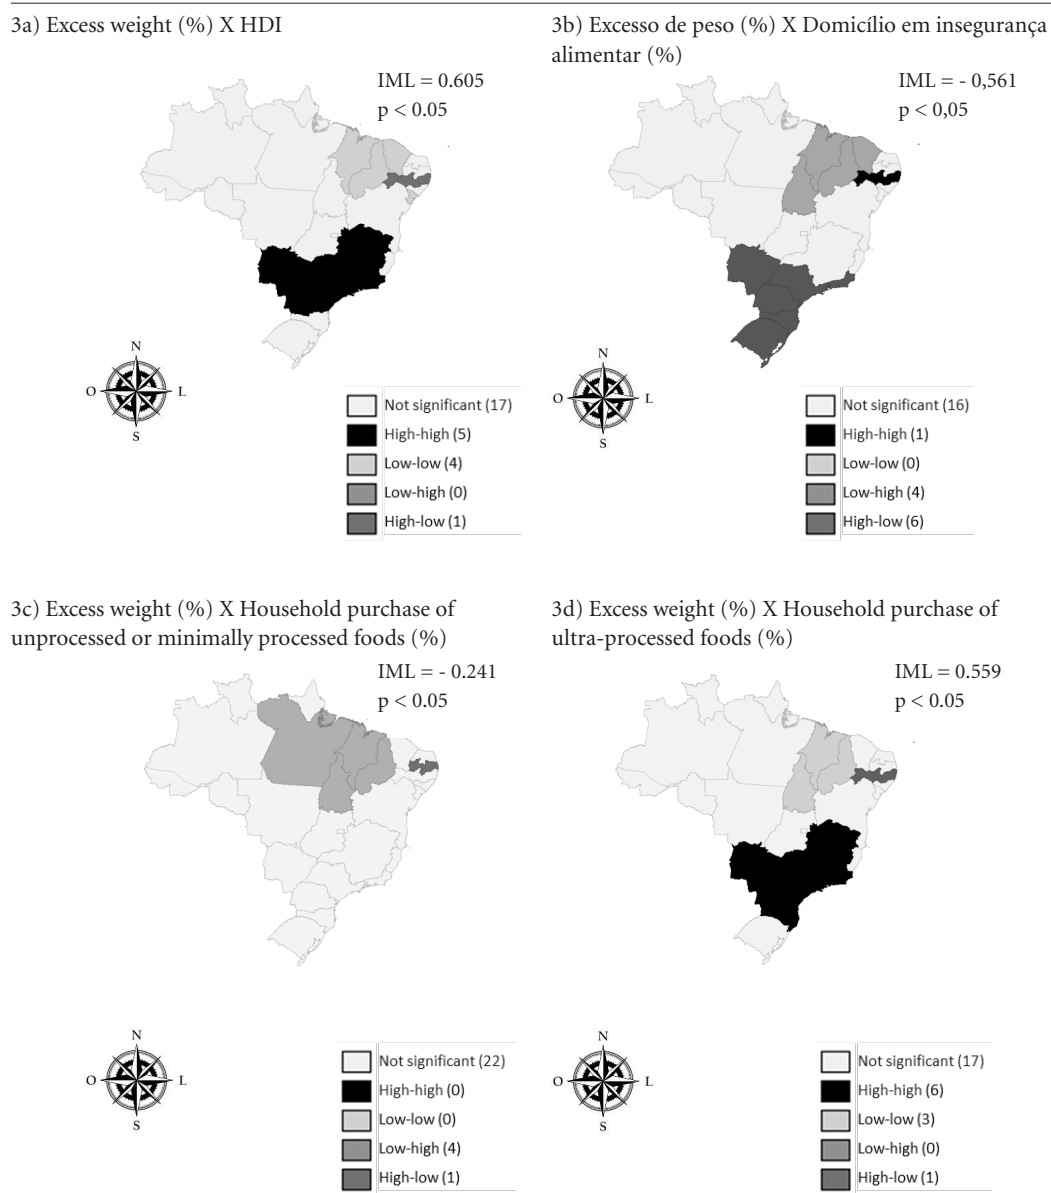 3a) Excess weight (%) X HDI
IML = 0.605
p < 0.05
N
O
L
S
Not significant (17)
High-high (5)
Low-low (4)
Low-high (0)
High-low (1)
3b) Excesso de peso (%) X Domicílio em insegurança
alimentar (%)
IML = - 0,561
p < 0,05
N
O
L
S
Not significant (16)
High-high (1)
Low-low (0)
Low-high (4)
High-low (6)
3c) Excess weight (%) X Household purchase of
unprocessed or minimally processed foods (%)
IML = - 0.241
p < 0.05
N
O
L
S
Not significant (22)
High-high (0)
Low-low (0)
Low-high (4)
High-low (1)
3d) Excess weight (%) X Household purchase of
ultra-processed foods (%)
IML = 0.559
p < 0.05
N
O
L
S
Not significant (17)
High-high (6)
Low-low (3)
Low-high (0)
High-low (1)